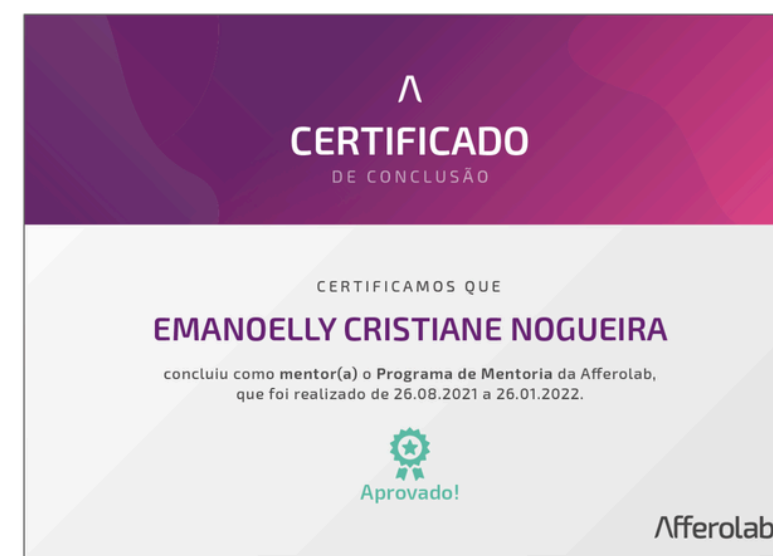 CERTIFICADO
DE CONCLUSÃO
CERTIFICAMOS QUE
EMANOELLY CRISTIANE NOGUEIRA
concluiu como mentor(a) o Programa de Mentoria da Afferolab,
que foi realizado de 26.08.2021 a 26.01.2022.
Aprovado!
Afferolab